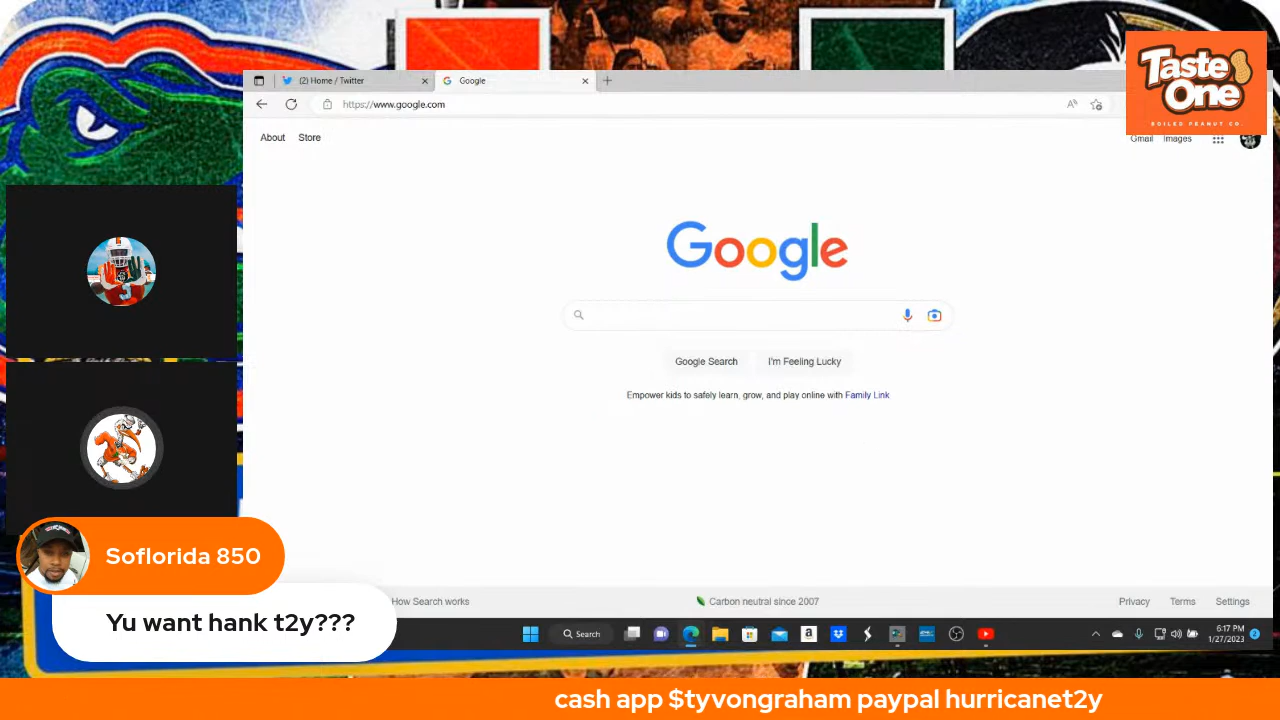 (2) Home / Twitter
Google
https://www.google.com
Taste
One
BOILED PEANUT CO.
About Store
Gmail Images
Google
Google Search I'm Feeling Lucky
Empower kids to safely learn, grow, and play online with Family Link
Soflorida 850
Yu want hank t2y???
How Search works Carbon neutral since 2007 Privacy Terms Settings
Search
6:17 PM
1/27/2023
2
cash app $tyvongraham paypal hurricanet2y